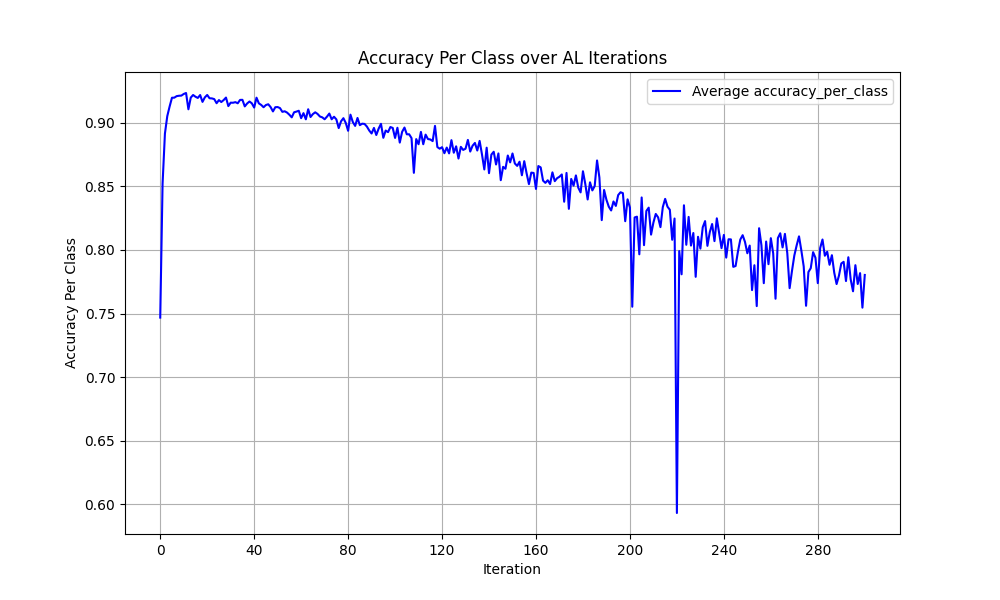 Accuracy Per Class over AL Iterations
Average accuracy_per_class
Accuracy Per Class
0.90
0.85
0.80
0.75
0.70
0.65
0.60
0 40 80 120 160 200 240 280
Iteration